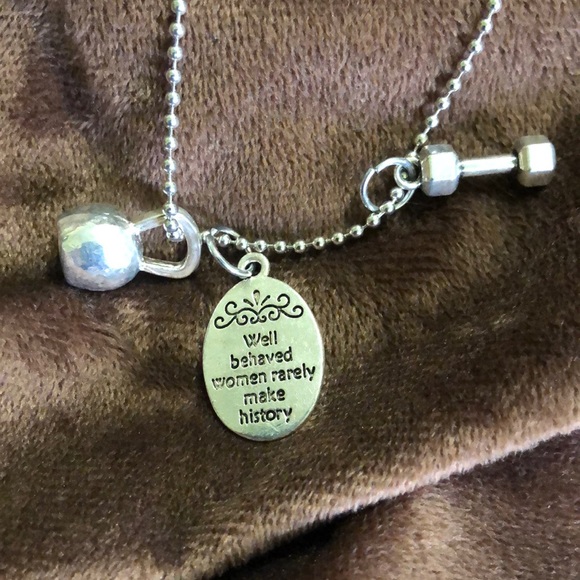 Well
behaved
women rarely
make
history